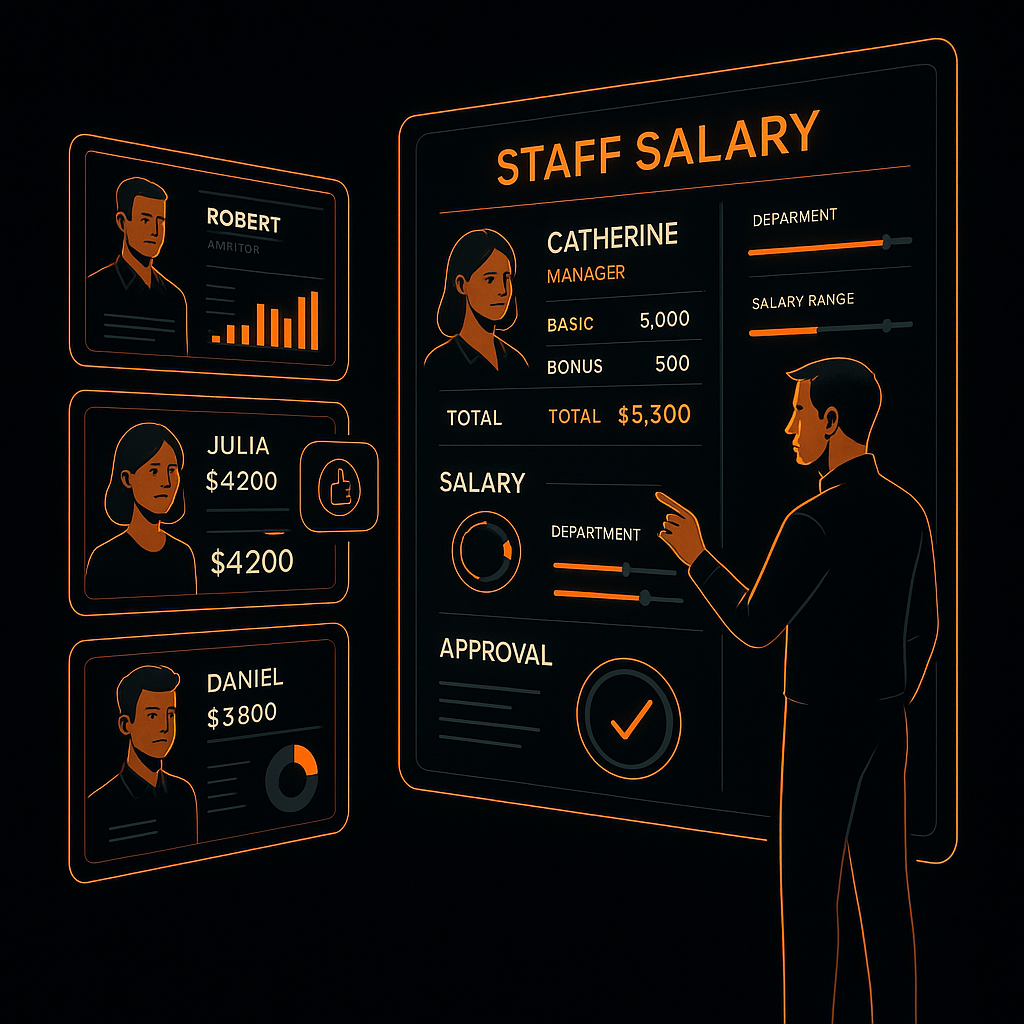 STAFF SALARY
ROBERT
AMRITOR
JULIA
$4200
$4200
DANIEL
$3800
CATHERINE
MANAGER
BASIC 5,000
BONUS 500
TOTAL TOTAL $5,300
SALARY
DEPARTMENT
APPROVAL
DEPARMENT
SALARY RANGE